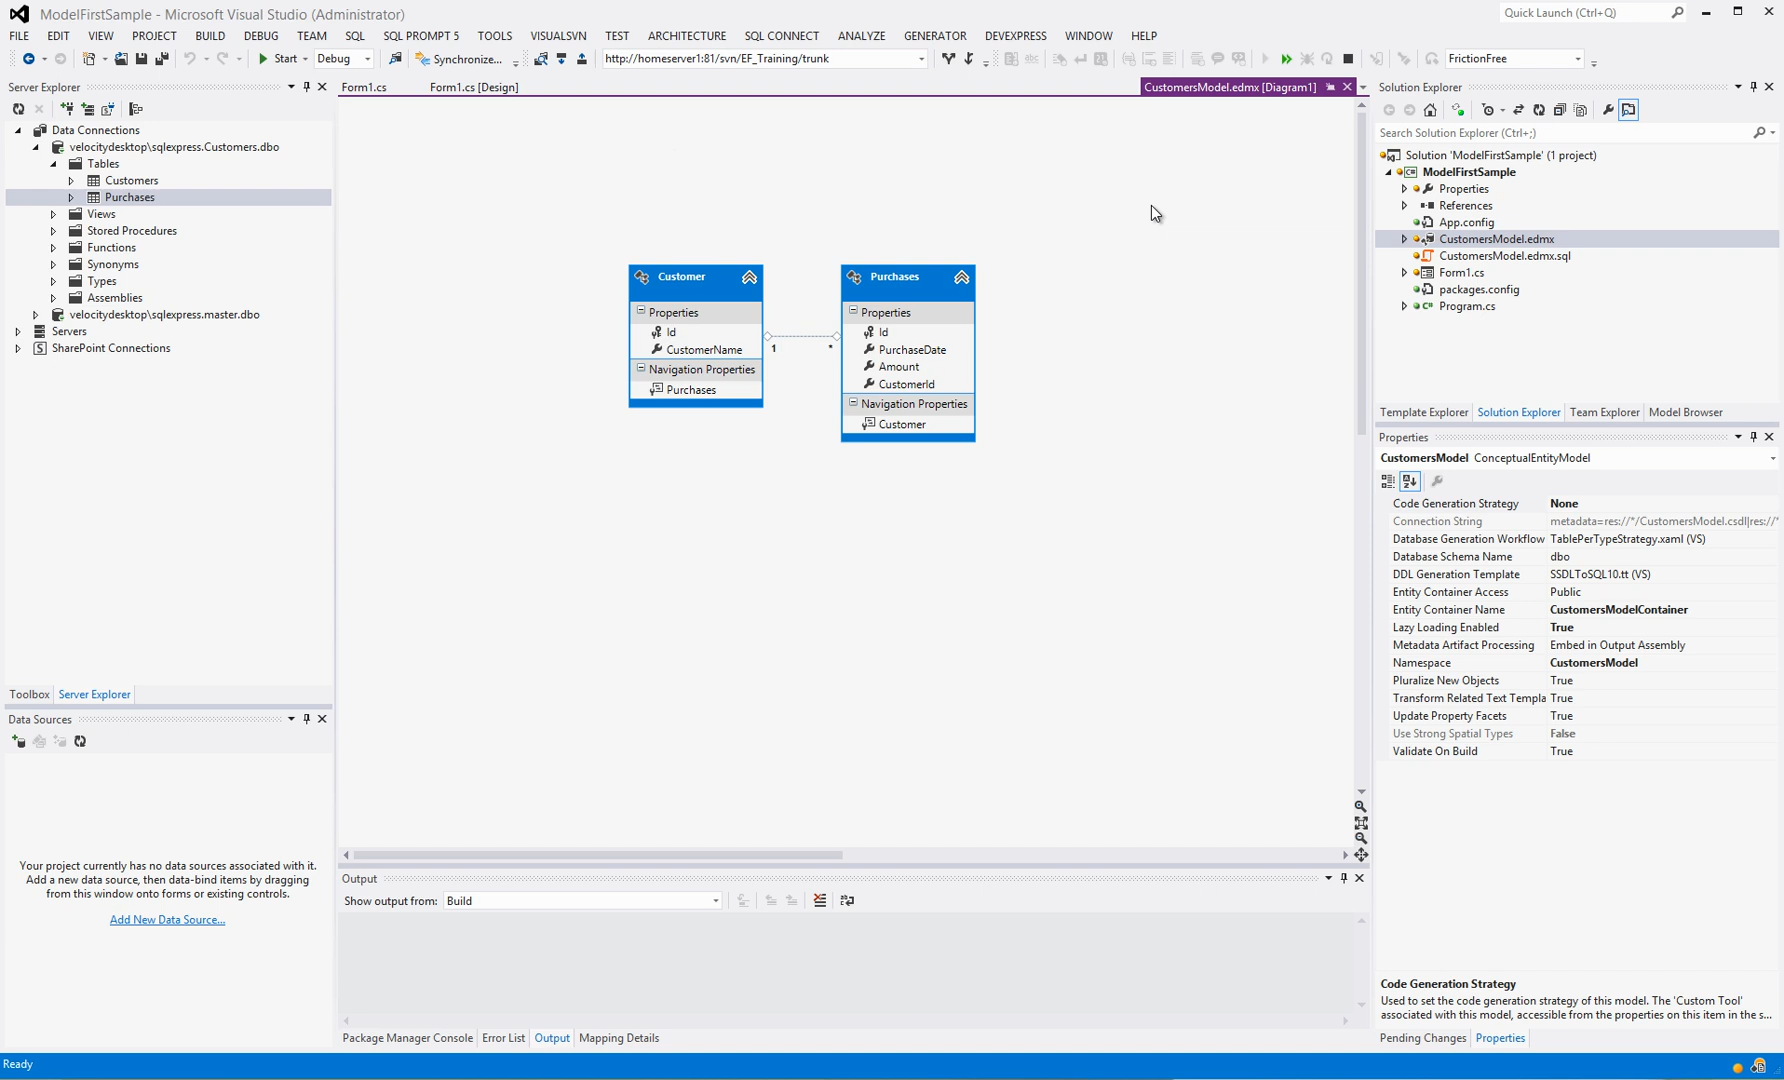 ModelFirstSample - Microsoft Visual Studio (Administrator)
Quick Launch (Ctrl+Q)
FILE EDIT VIEW PROJECT BUILD DEBUG TEAM SQL SQL PROMPT 5 TOOLS VISUALSVN TEST ARCHITECTURE SQL CONNECT ANALYZE GENERATOR DEVEXPRESS WINDOW HELP
Start Debug Synchronize... http://homeserver1:81/svn/EF_Training/trunk FrictionFree
Server Explorer
Data Connections
velocitydesktop\sqlexpress.Customers.dbo
Tables
Customers
Purchases
Views
Stored Procedures
Functions
Synonyms
Types
Assemblies
velocitydesktop\sqlexpress.master.dbo
Servers
SharePoint Connections
Toolbox Server Explorer
Data Sources
Your project currently has no data sources associated with it.
Add a new data source, then data-bind items by dragging
from this window onto forms or existing controls.
Add New Data Source...
Form1.cs Form1.cs [Design] CustomersModel.edmx [Diagram1]
Customer
Properties
Id
CustomerName
Navigation Properties
Purchases
1 *
Purchases
Properties
Id
PurchaseDate
Amount
CustomerId
Navigation Properties
Customer
Output
Show output from: Build
Package Manager Console Error List Output Mapping Details
Solution Explorer
Search Solution Explorer (Ctrl+;)
Solution 'ModelFirstSample' (1 project)
ModelFirstSample
Properties
References
App.config
CustomersModel.edmx
CustomersModel.edmx.sql
Form1.cs
packages.config
Program.cs
Template Explorer Solution Explorer Team Explorer Model Browser
Properties
CustomersModel ConceptualEntityModel
Code Generation Strategy None
Connection String metadata=res://*/CustomersModel.csdl|res://*
Database Generation Workflow TablePerTypeStrategy.xaml (VS)
Database Schema Name dbo
DDL Generation Template SSDLToSQL10.tt (VS)
Entity Container Access Public
Entity Container Name CustomersModelContainer
Lazy Loading Enabled True
Metadata Artifact Processing Embed in Output Assembly
Namespace CustomersModel
Pluralize New Objects True
Transform Related Text Templa True
Update Property Facets True
Use Strong Spatial Types False
Validate On Build True
Code Generation Strategy
Used to set the code generation strategy of this model. The 'Custom Tool'
associated with this model, accessible from the properties on this item in the s...
Pending Changes Properties
Ready